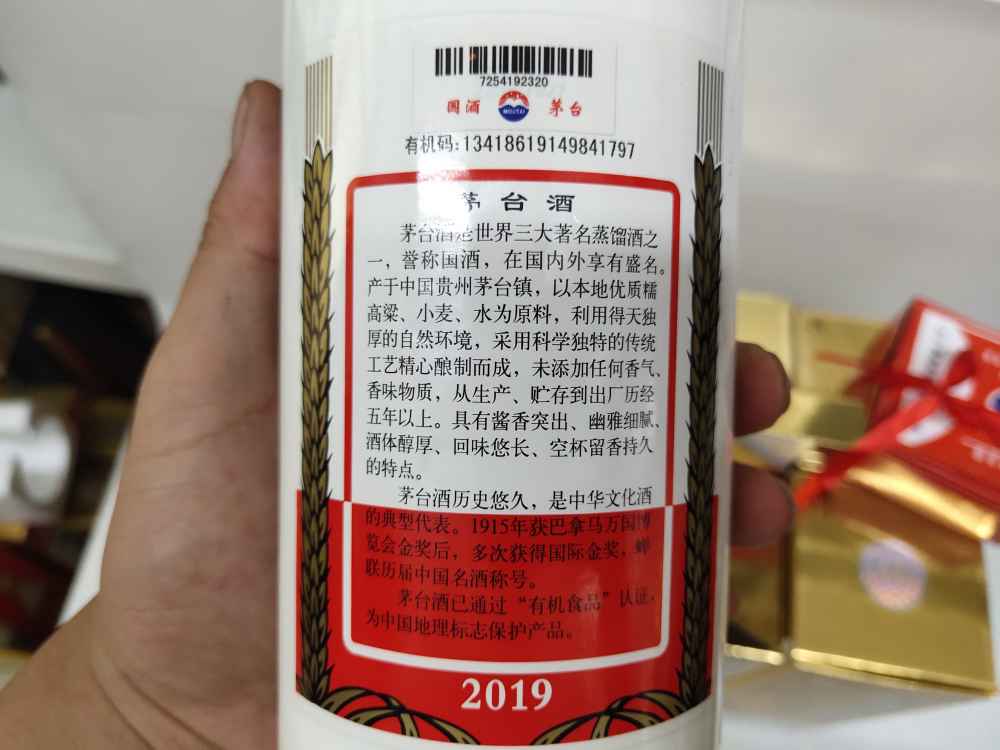 7254192320
國酒 茅台
有机码:13418619149841797
茅台酒
茅台酒是世界三大著名蒸馏酒之
一，誉称国酒，在国内外享有盛名。
产于中国贵州茅台镇，以本地优质糯
高粱、小麦、水为原料，利用得天独
厚的自然环境，采用科学独特的传统
工艺精心酿制而成，未添加任何香气、
香味物质，从生产、贮存到出厂历经
五年以上。具有酱香突出、幽雅细腻、
酒体醇厚、回味悠长、空杯留香持久
的特点。
茅台酒历史悠久，是中华文化酒
的典型代表。1915年获巴拿马万国博
览会金奖后，多次获得国际金奖，蝉
联历届中国名酒称号。
茅台酒已通过“有机食品”认证，
为中国地理标志保护产品。
2019